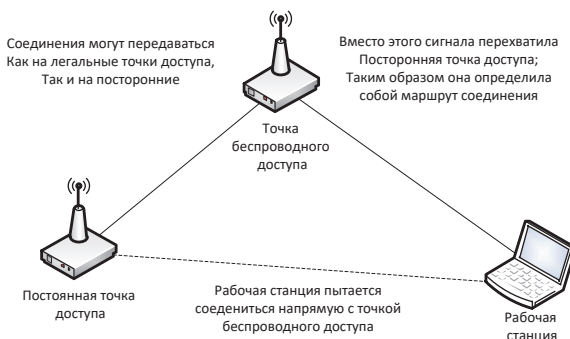 Соединения могут передаваться
Как на легальные точки доступа,
Так и на посторонние
Вместо этого сигнала перехватила
Посторонняя точка доступа;
Таким образом она определила
собой маршрут соединения
Точка
беспроводного
доступа
Постоянная точка
доступа
Рабочая станция пытается
соедениться напрямую с точкой
беспроводного доступа
Рабочая
станция